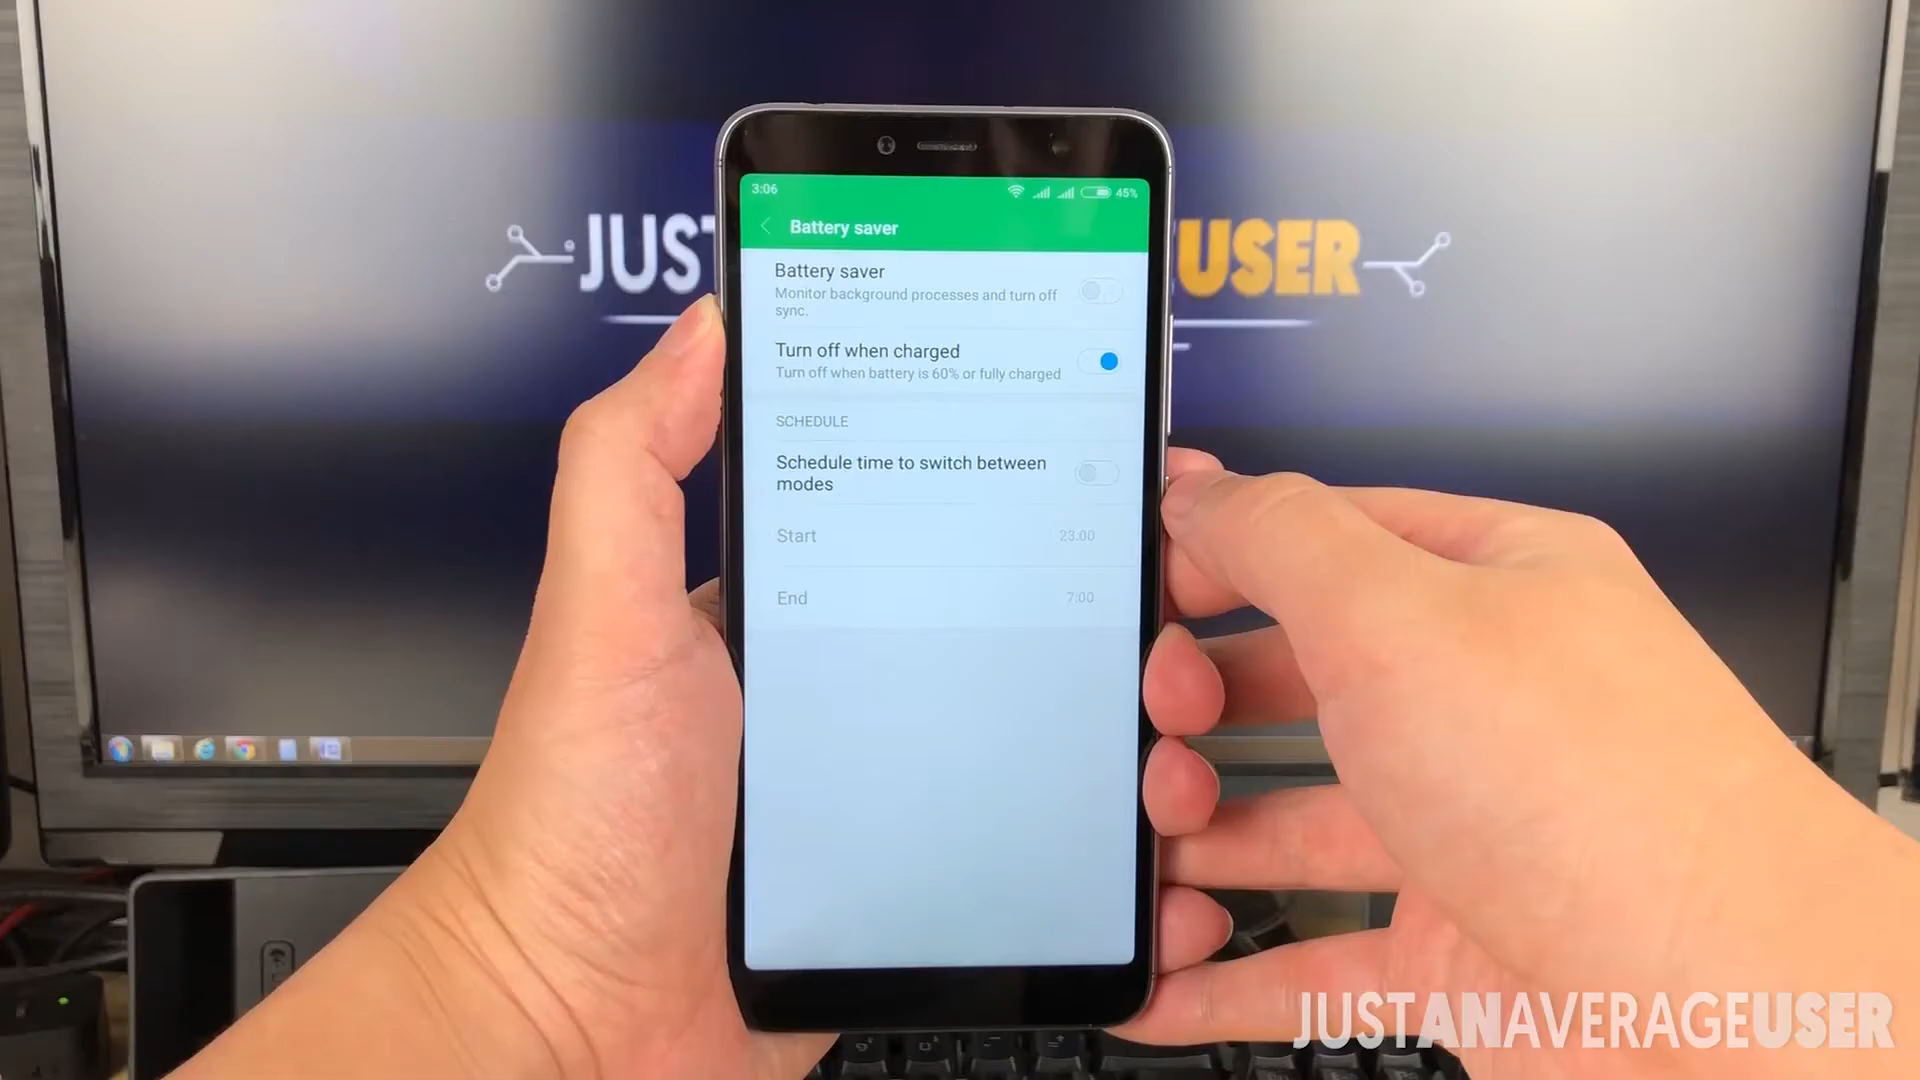 JUS
USER
3:06
45%
Battery saver
Battery saver
Monitor background processes and turn off
sync.
Turn off when charged
Turn off when battery is 60% or fully charged
SCHEDULE
Schedule time to switch between
modes
Start
23:00
End
7:00
JUSTANAVERAGEUSER